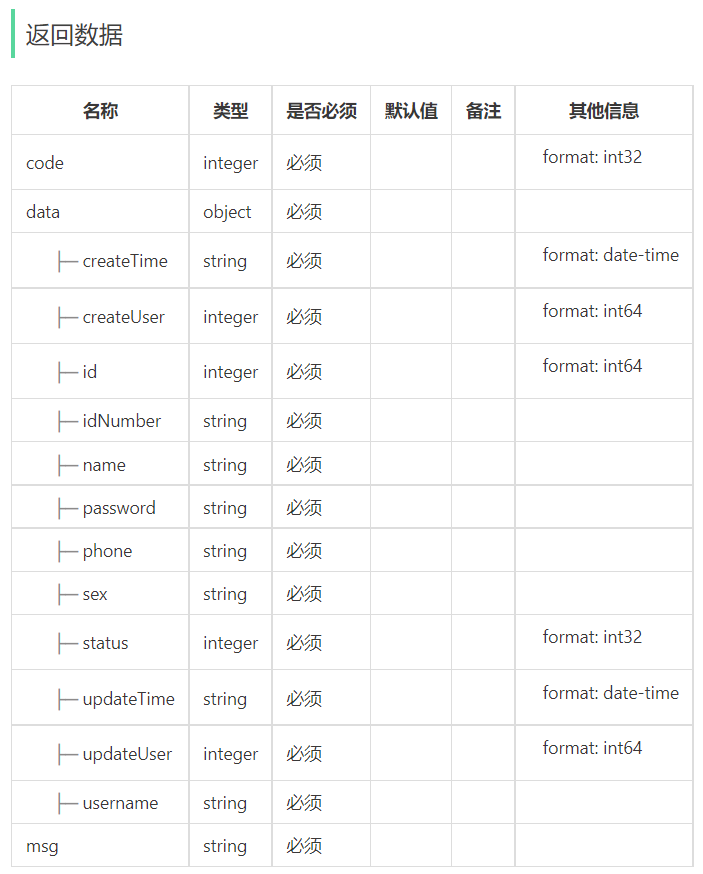 返回数据
名称 类型 是否必须 默认值 备注 其他信息
code integer 必须 format: int32
data object 必须
├─ createTime string 必须 format: date-time
├─ createUser integer 必须 format: int64
├─ id integer 必须 format: int64
├─ idNumber string 必须
├─ name string 必须
├─ password string 必须
├─ phone string 必须
├─ sex string 必须
├─ status integer 必须 format: int32
├─ updateTime string 必须 format: date-time
├─ updateUser integer 必须 format: int64
├─ username string 必须
msg string 必须